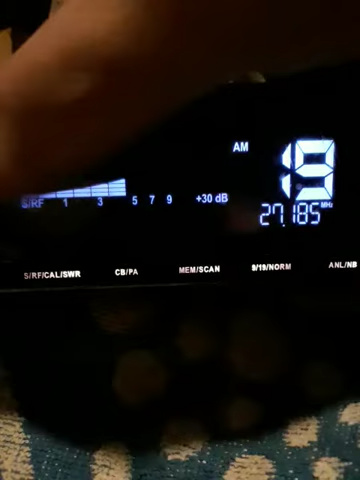 AM 19
S/RF 1 3 5 7 9 +30 dB
27.185 MHz
S/RF/CAL/SWR CB/PA MEM/SCAN 9/19/NORM ANL/NB